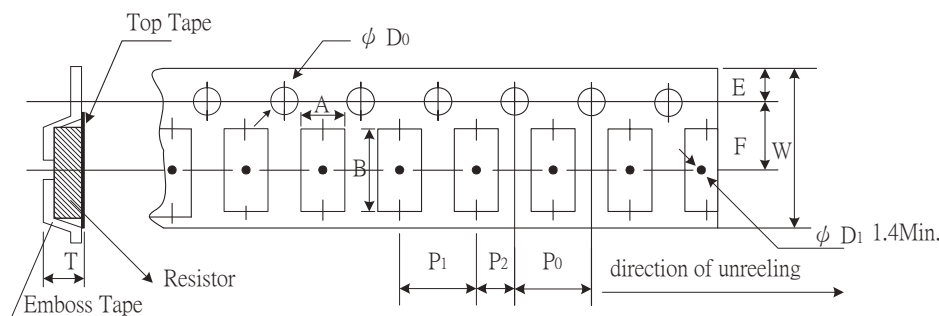 Top Tape
ϕ D0
E
A
F
W
B
ϕ D1 1.4Min.
T
Resistor
P1
P2
P0
direction of unreeling
Emboss Tape